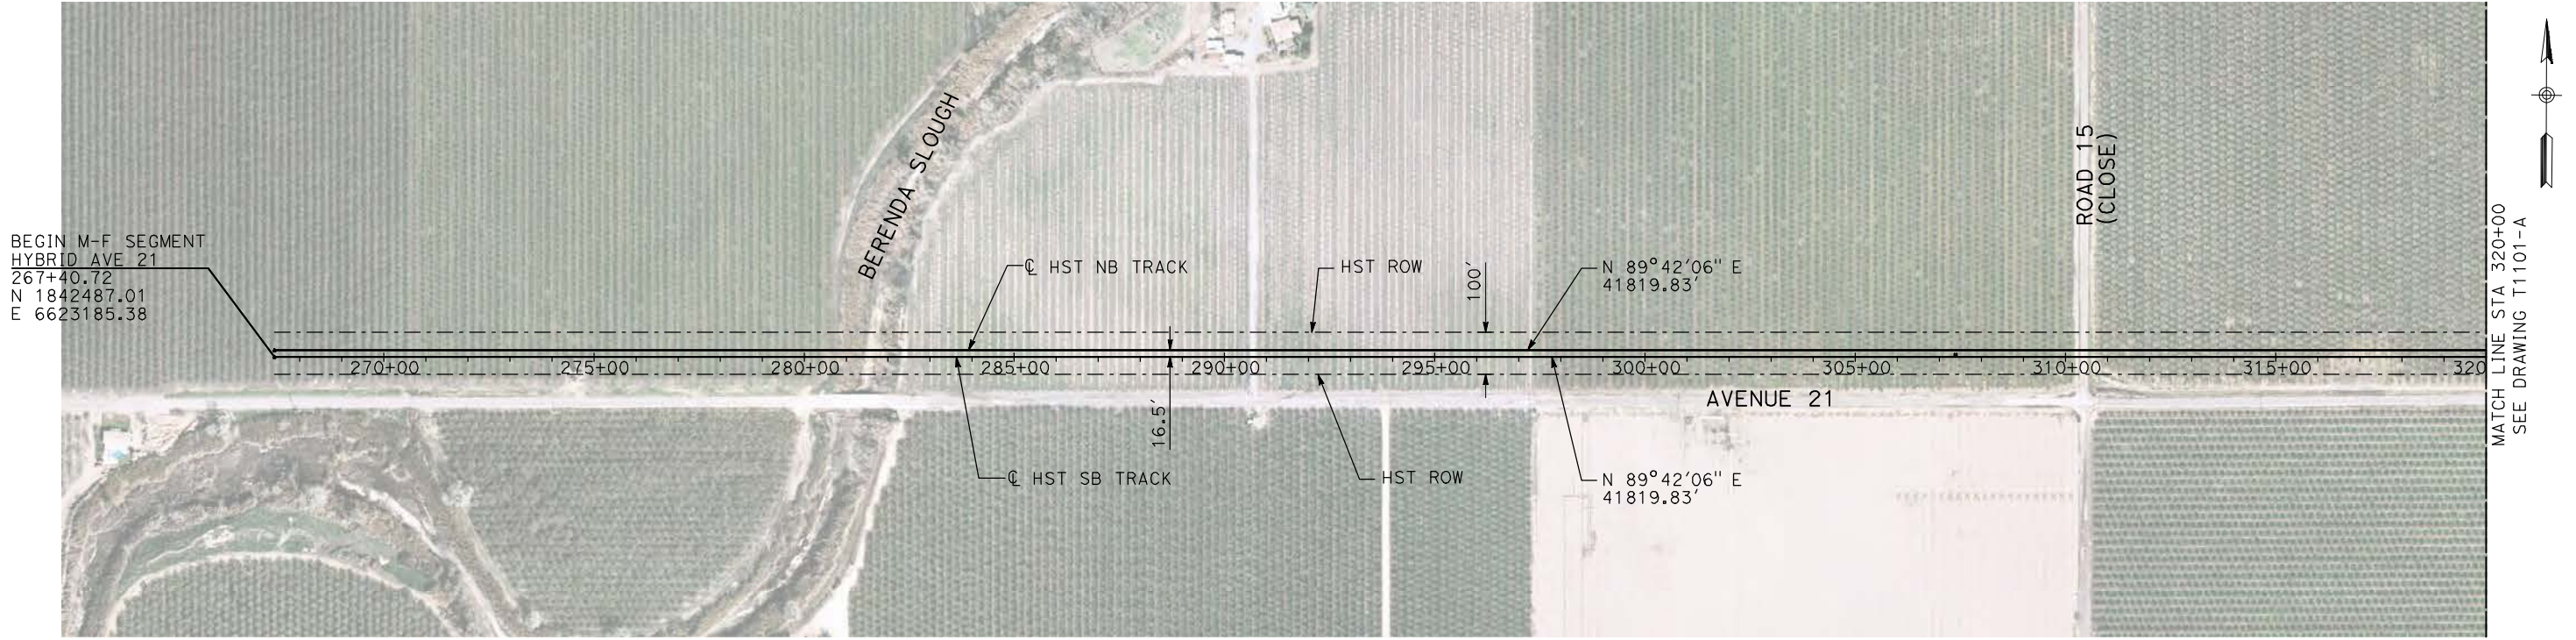 BEGIN M-F SEGMENT
HYBRID AVE 21
267+40.72
N 1842487.01
E 6623185.38
BERENDA SLOUGH
℄ HST NB TRACK
HST ROW
100'
N 89°42'06" E
41819.83'
ROAD 15
(CLOSE)
270+00
275+00
280+00
285+00
290+00
295+00
300+00
305+00
310+00
315+00
320
AVENUE 21
16.5'
℄ HST SB TRACK
HST ROW
N 89°42'06" E
41819.83'
MATCH LINE STA 320+00
SEE DRAWING T1101-A